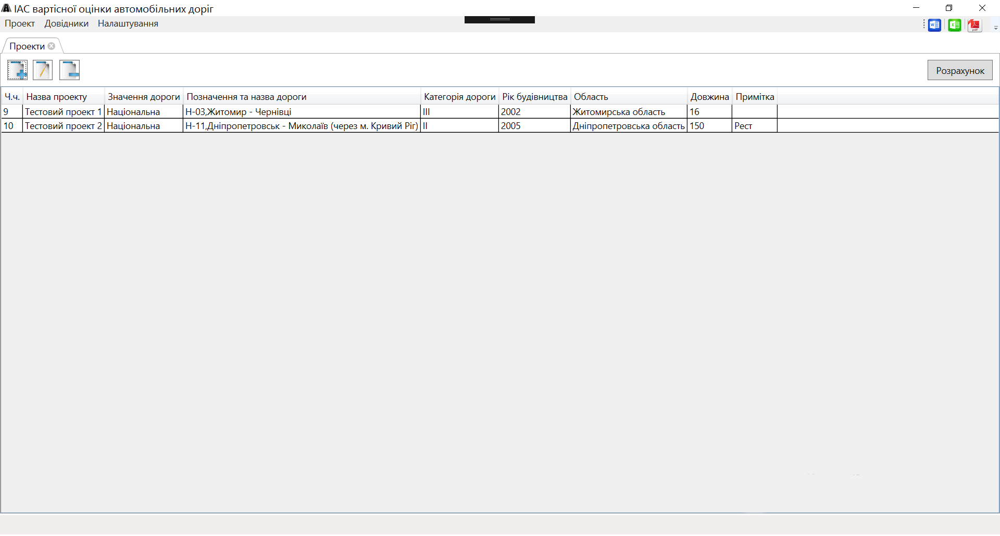 ІАС вартісної оцінки автомобільних доріг
Проект Довідники Налаштування
Проекти
Розрахунок
Ч.ч. Назва проекту Значення дороги Позначення та назва дороги Категорія дороги Рік будівництва Область Довжина Примітка
9 Тестовий проект 1 Національна Н-03,Житомир - Чернівці III 2002 Житомирська область 16
10 Тестовий проект 2 Національна Н-11,Дніпропетровськ - Миколаїв (через м. Кривий Ріг) II 2005 Дніпропетровська область 150 Рест